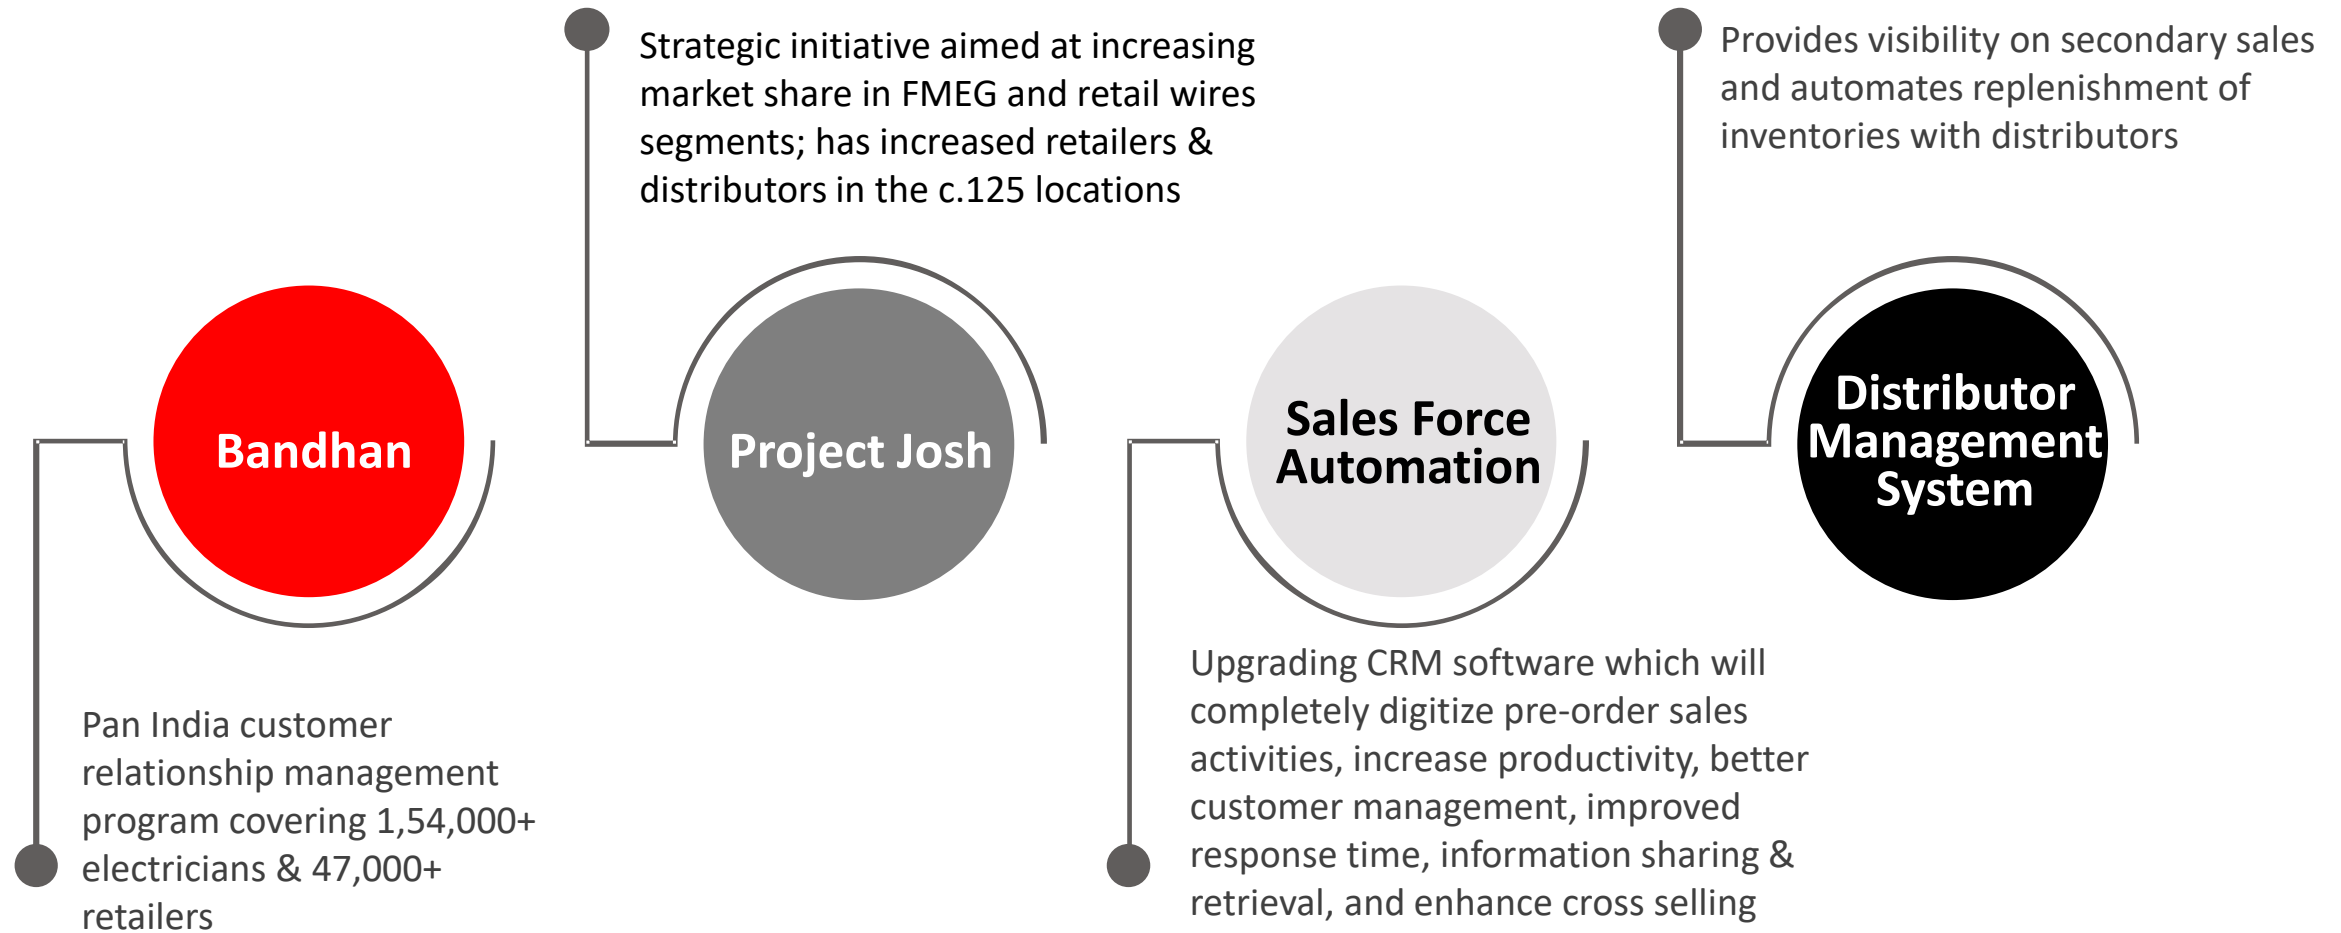 Strategic initiative aimed at increasing
market share in FMEG and retail wires
segments; has increased retailers &
distributors in the c.125 locations
Provides visibility on secondary sales
and automates replenishment of
inventories with distributors
Bandhan
Project Josh
Sales Force
Automation
Distributor
Management
System
Pan India customer
relationship management
program covering 1,54,000+
electricians & 47,000+
retailers
Upgrading CRM software which will
completely digitize pre-order sales
activities, increase productivity, better
customer management, improved
response time, information sharing &
retrieval, and enhance cross selling